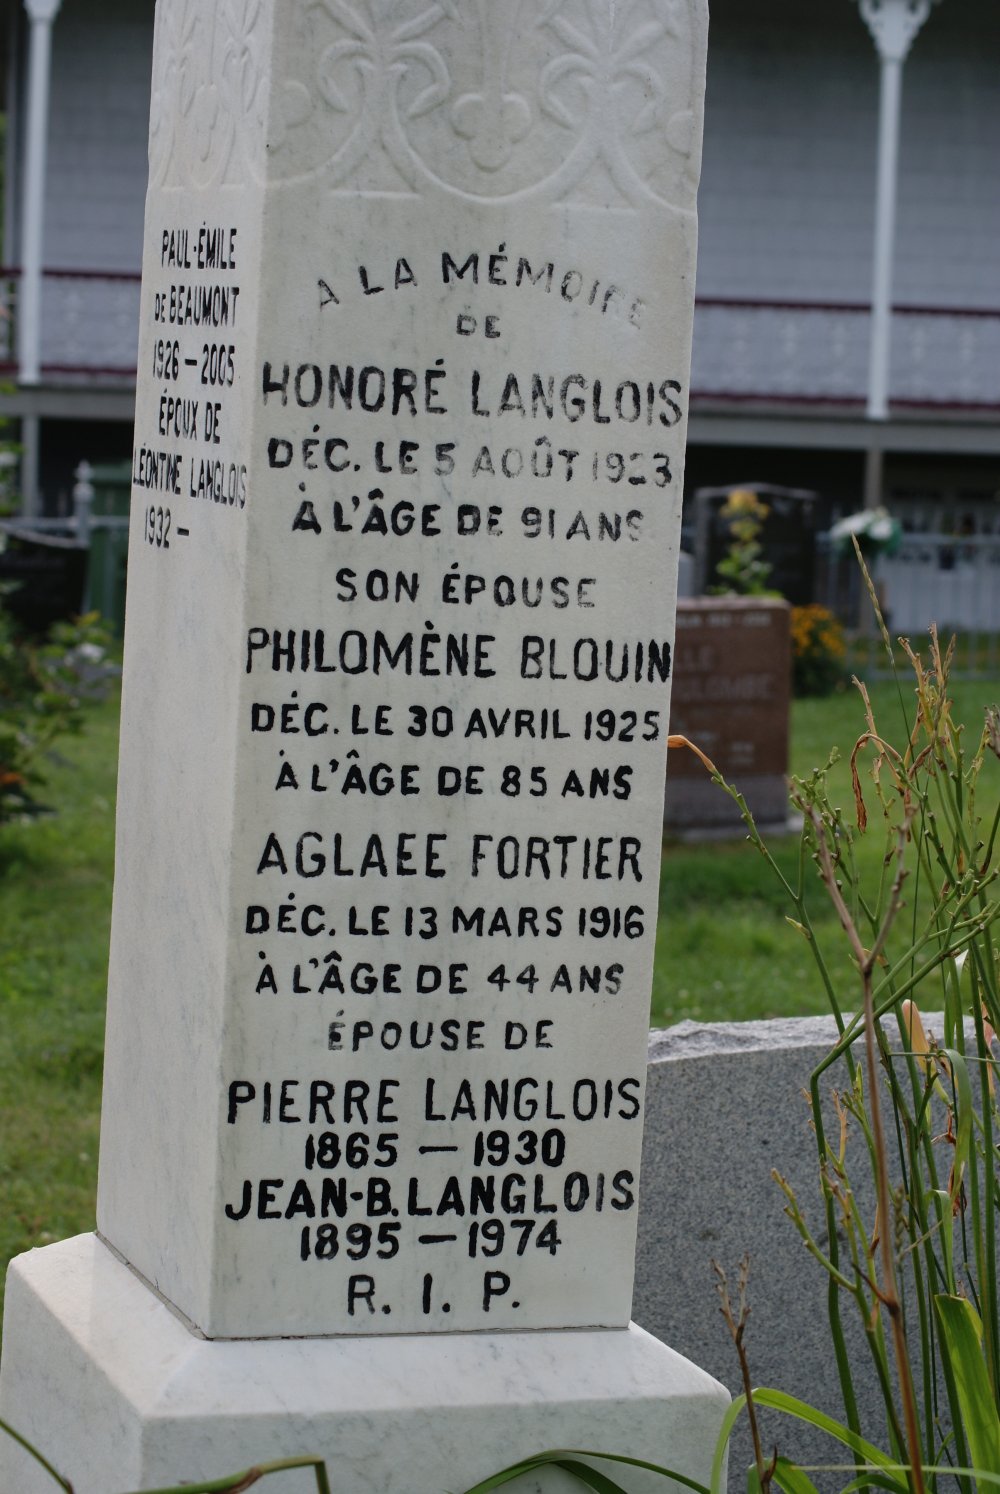 PAUL-ÉMILE
DE BEAUMONT
1926 – 2005
ÉPOUX DE
LÉONTINE LANGLOIS
1932 –
À LA MÉMOIRE
DE
HONORÉ LANGLOIS
DÉC. LE 5 AOÛT 1923
À L'ÂGE DE 91 ANS
SON ÉPOUSE
PHILOMÈNE BLOUIN
DÉC. LE 30 AVRIL 1925
À L'ÂGE DE 85 ANS
AGLAEE FORTIER
DÉC. LE 13 MARS 1916
À L'ÂGE DE 44 ANS
ÉPOUSE DE
PIERRE LANGLOIS
1865 – 1930
JEAN-B. LANGLOIS
1895 – 1974
R. I. P.